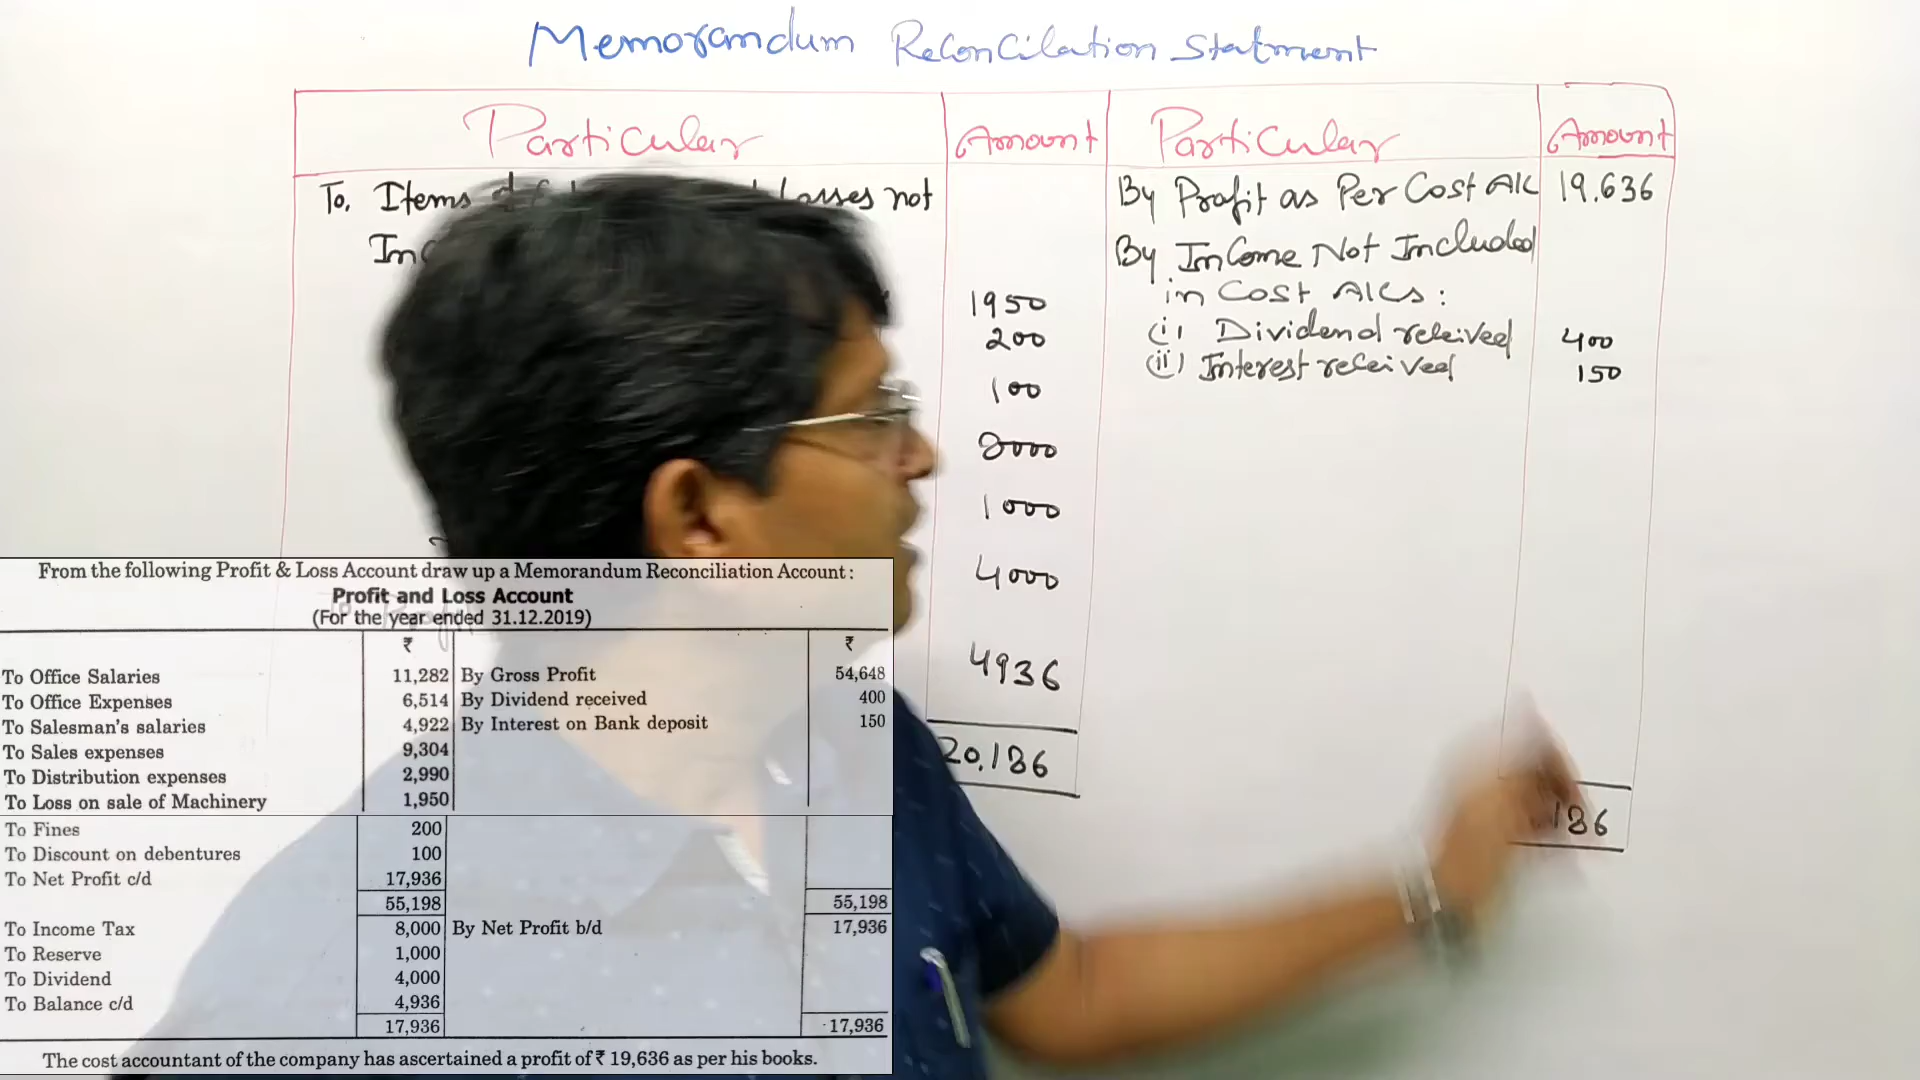 Memorandum Reconcilation Statment
Particular Amount Particular Amount
To, Items losses not
In
1950
200
100
8000
1000
4000
4936
20,186
By Profit as Per Cost A/c 19.636
By Income Not Included
in Cost A/cs :
(i) Dividend received 400
(ii) Interest received 150
186
From the following Profit & Loss Account draw up a Memorandum Reconciliation Account :
Profit and Loss Account
(For the year ended 31.12.2019)
₹ ₹
To Office Salaries 11,282 By Gross Profit 54,648
To Office Expenses 6,514 By Dividend received 400
To Salesman's salaries 4,922 By Interest on Bank deposit 150
To Sales expenses 9,304
To Distribution expenses 2,990
To Loss on sale of Machinery 1,950
To Fines 200
To Discount on debentures 100
To Net Profit c/d 17,936
55,198 55,198
To Income Tax 8,000 By Net Profit b/d 17,936
To Reserve 1,000
To Dividend 4,000
To Balance c/d 4,936
17,936 17,936
The cost accountant of the company has ascertained a profit of ₹ 19,636 as per his books.